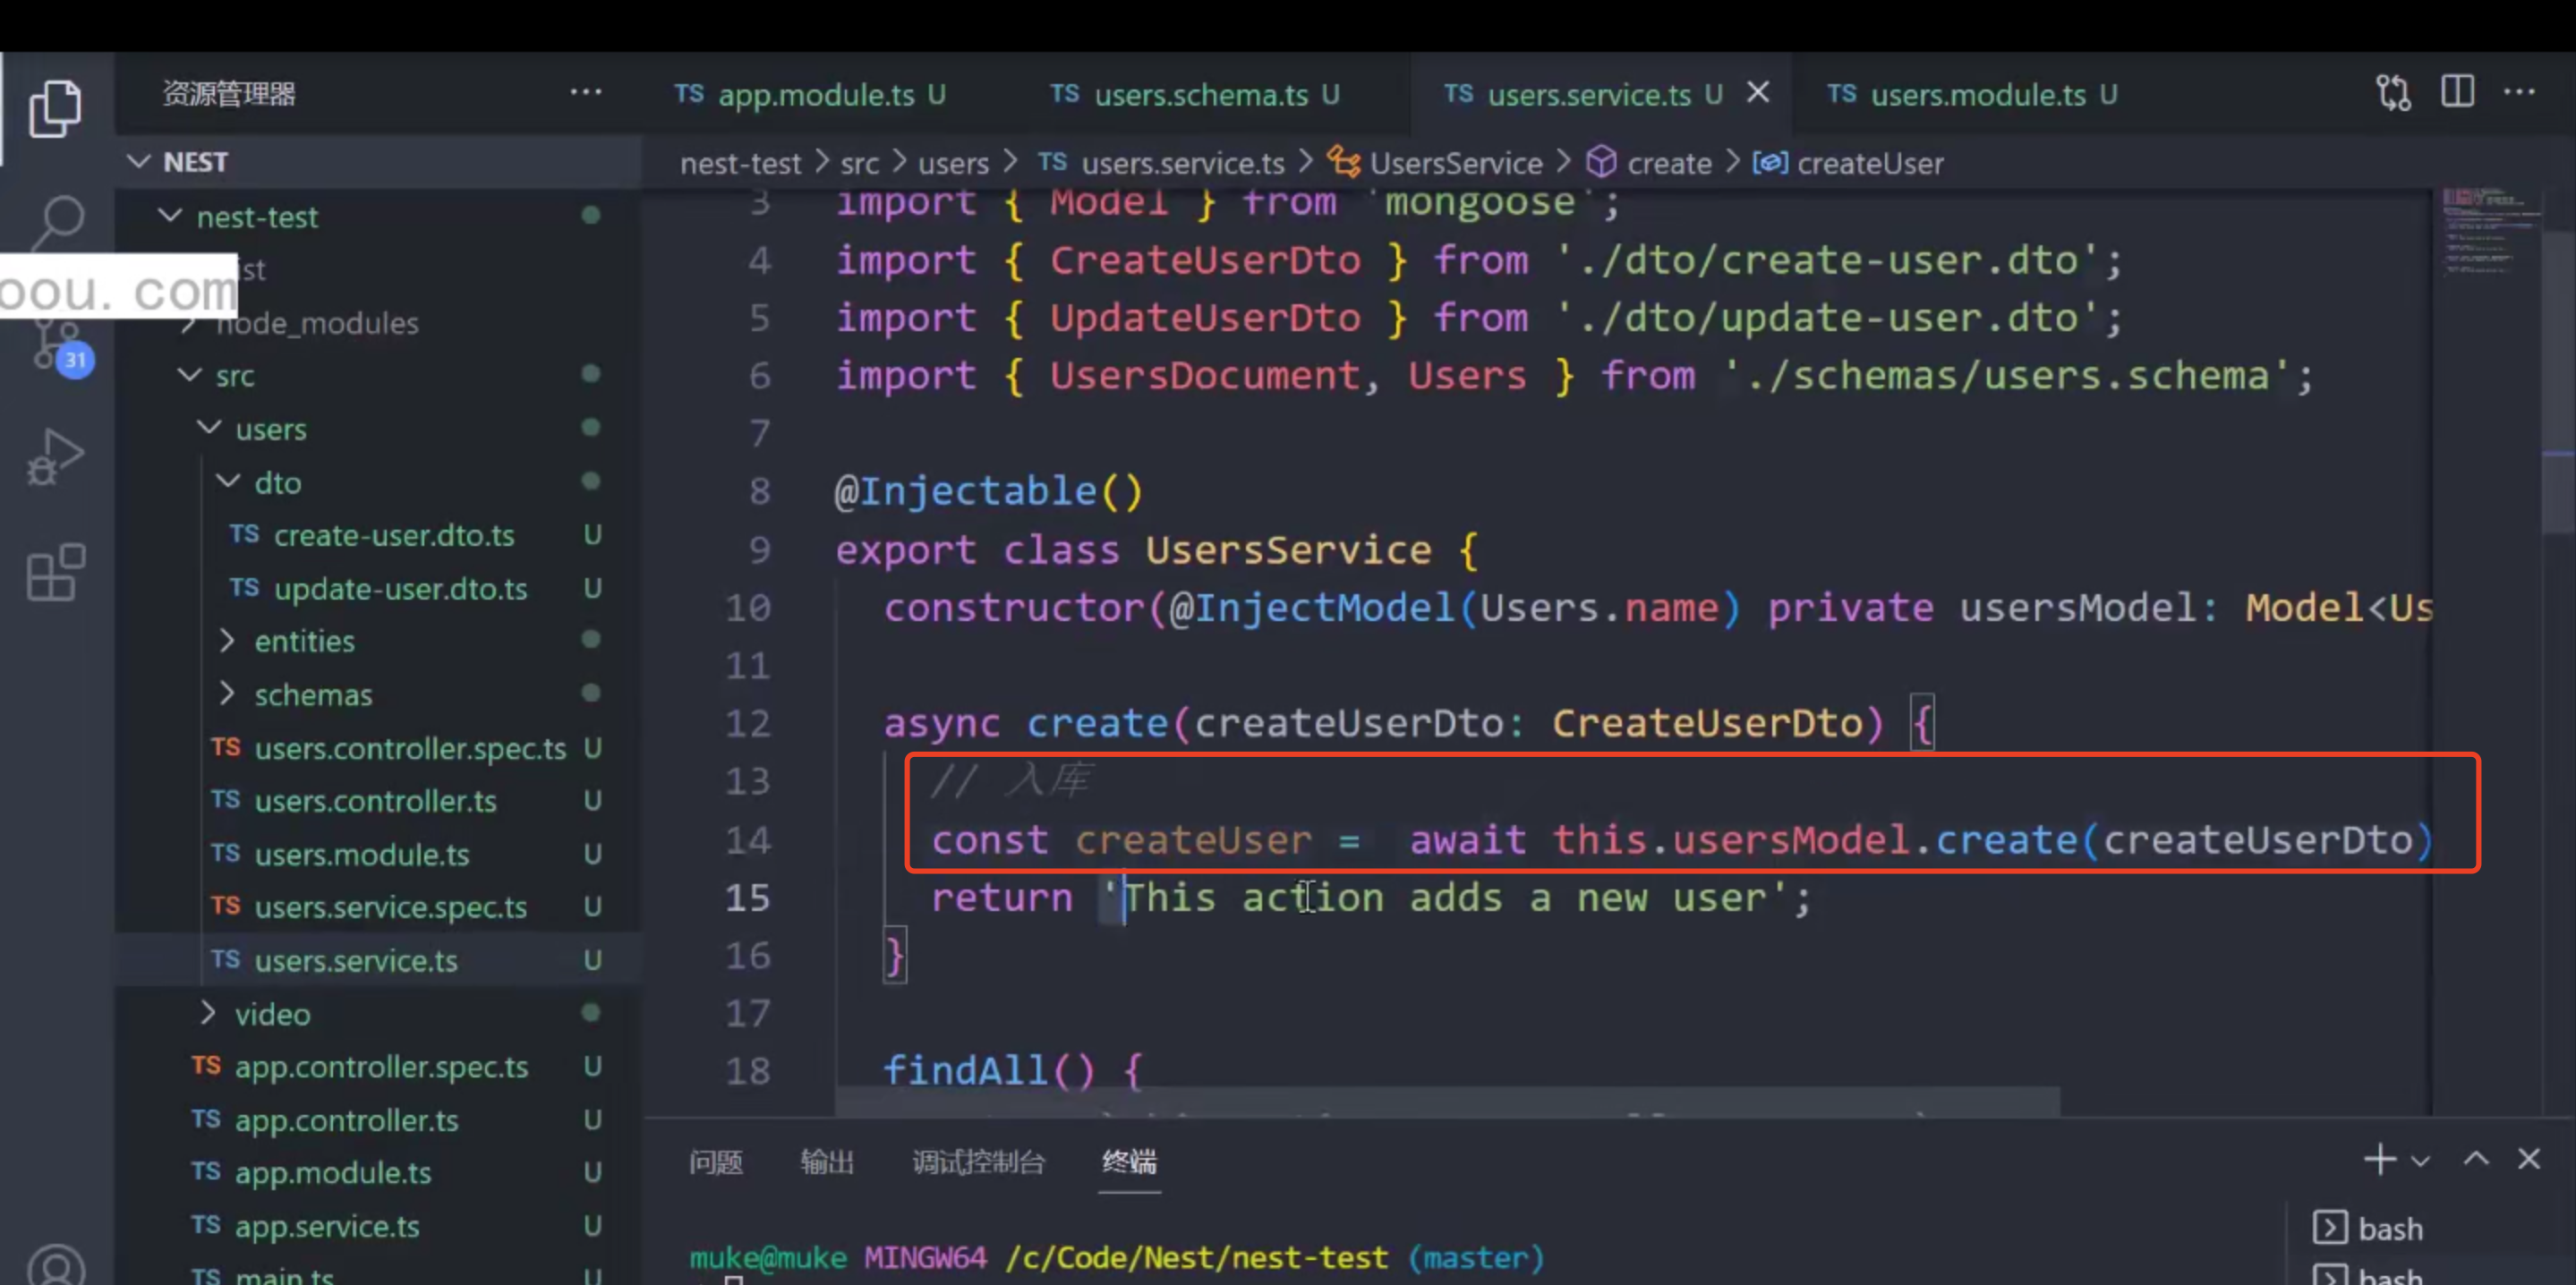 资源管理器
app.module.ts U
users.schema.ts U
users.service.ts U
users.module.ts U
NEST
nest-test > src > users > TS users.service.ts > UsersService > create > createUser
nest-test
oou. com
node_modules
31
src
users
dto
TS create-user.dto.ts U
TS update-user.dto.ts U
entities
schemas
TS users.controller.spec.ts U
TS users.controller.ts U
TS users.module.ts U
TS users.service.spec.ts U
TS users.service.ts U
video
TS app.controller.spec.ts U
TS app.controller.ts U
TS app.module.ts U
TS app.service.ts U
TS main.ts U
3 import { Model } from 'mongoose';
4 import { CreateUserDto } from './dto/create-user.dto';
5 import { UpdateUserDto } from './dto/update-user.dto';
6 import { UsersDocument, Users } from './schemas/users.schema';
7
8 @Injectable()
9 export class UsersService {
10 constructor(@InjectModel(Users.name) private usersModel: Model<Us
11
12 async create(createUserDto: CreateUserDto) {
13 // 入库
14 const createUser = await this.usersModel.create(createUserDto)
15 return 'This action adds a new user';
16 }
17
18 findAll() {
问题 输出 调试控制台 终端
muke@muke MINGW64 /c/Code/Nest/nest-test (master)
bash
bash